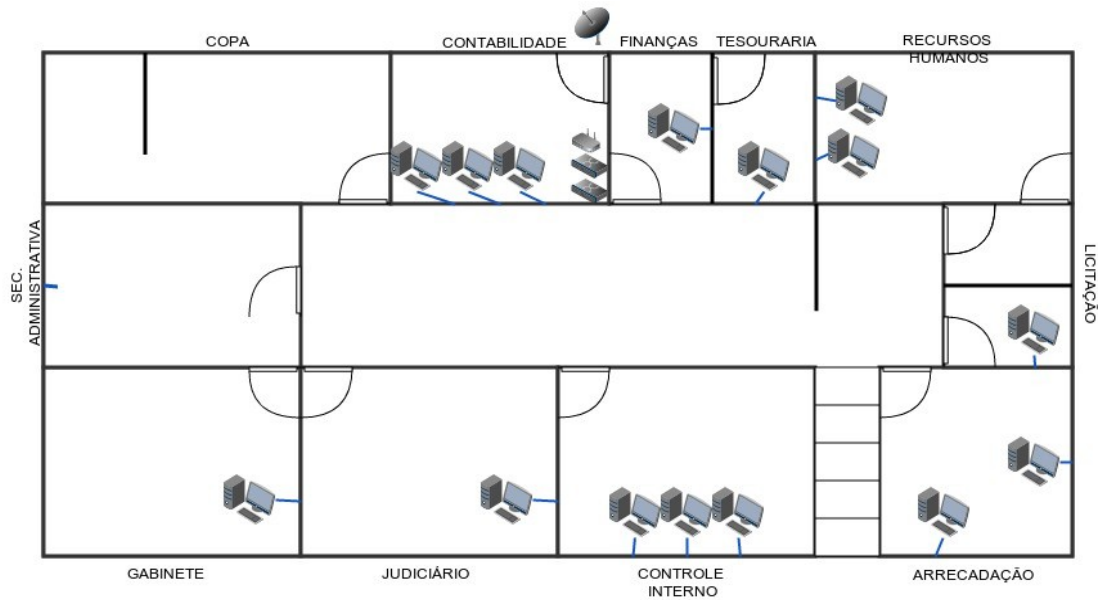 COPA
CONTABILIDADE
FINANÇAS
TESOURARIA
RECURSOS
HUMANOS
SEC.
ADMINISTRATIVA
LICITAÇÃO
GABINETE
JUDICIÁRIO
CONTROLE
INTERNO
ARRECADAÇÃO